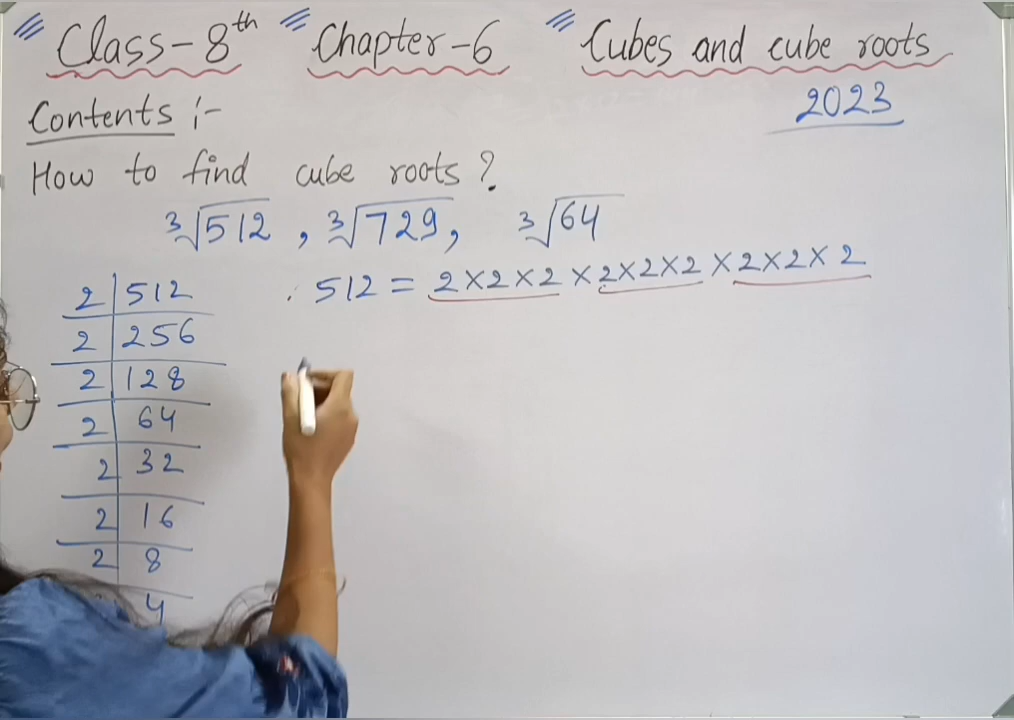 Class-8th Chapter-6 Cubes and cube roots
2023
Contents :-
How to find cube roots?
∛512, ∛729, ∛64
512 = 2×2×2×2×2×2×2×2×2
2 | 512
2 | 256
2 | 128
2 | 64
2 | 32
2 | 16
2 | 8
4